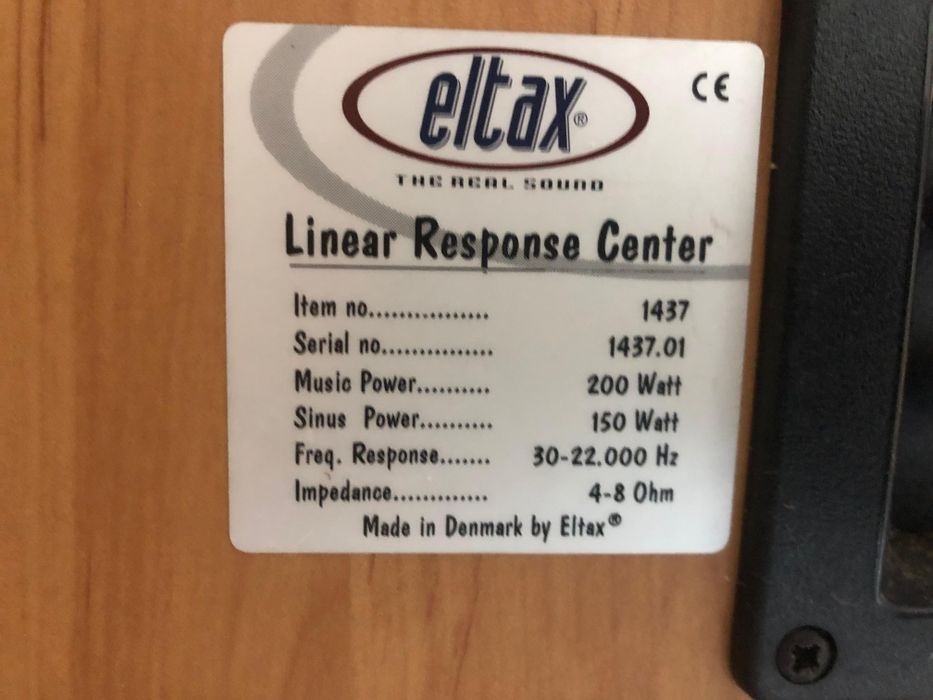 eltax®
CE
THE REAL SOUND
Linear Response Center
Item no................ 1437
Serial no............... 1437.01
Music Power.......... 200 Watt
Sinus Power.......... 150 Watt
Freq. Response....... 30-22.000 Hz
Impedance............. 4-8 Ohm
Made in Denmark by Eltax®